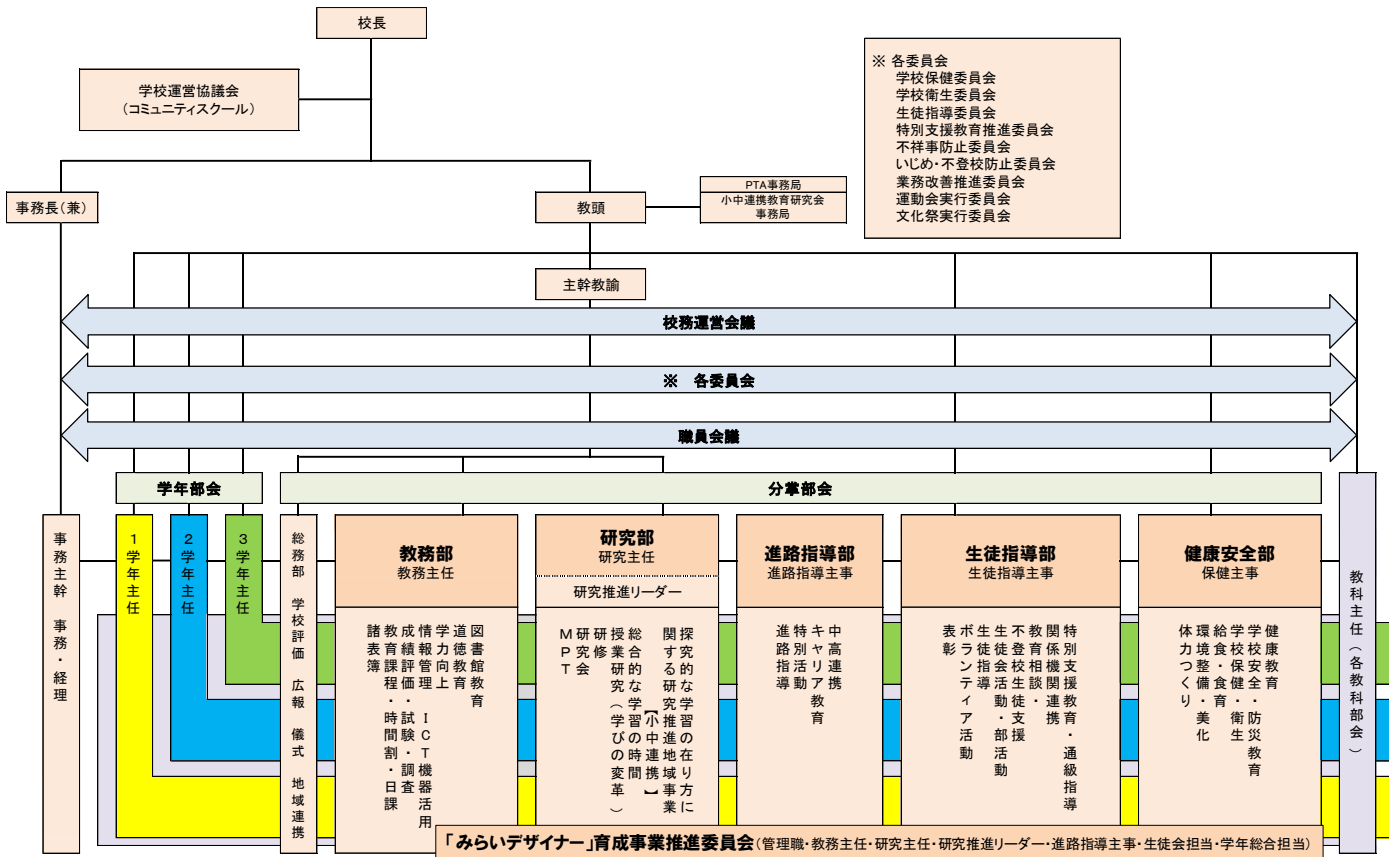 校長
学校運営協議会
（コミュニティスクール）
※ 各委員会
学校保健委員会
学校衛生委員会
生徒指導委員会
特別支援教育推進委員会
不祥事防止委員会
いじめ・不登校防止委員会
業務改善推進委員会
運動会実行委員会
文化祭実行委員会
事務長（兼）
教頭
PTA事務局
小中連携教育研究会
事務局
主幹教諭
校務運営会議
※ 各委員会
職員会議
学年部会
分掌部会
事務主幹 事務・経理
１学年主任
２学年主任
３学年主任
総務部 学校評価 広報 儀式 地域連携
教務部
教務主任
図書館教育
道徳教育
学力向上
情報管理 ＩＣＴ機器活用
成績評価・試験・調査
教育課程・時間割・日課
諸表簿
研究部
研究主任
研究推進リーダー
探究的な学習の在り方に
関する研究推進地域事業
【小中連携】
総合的な学習の時間
授業研究（学びの変革）
研修
研究会
ＭＰＴ
進路指導部
進路指導主事
中高連携
キャリア教育
特別活動
進路指導
生徒指導部
生徒指導主事
特別支援教育・通級指導
関係機関連携
教育相談・
不登校生徒支援
生徒会活動・部活動
生徒指導
ボランティア活動
表彰
健康安全部
保健主事
健康教育
学校安全・防災教育
学校保健・衛生
給食・食育
環境整備・美化
体力つくり
教科主任（各教科部会）
「みらいデザイナー」育成事業推進委員会（管理職・教務主任・研究主任・研究推進リーダー・進路指導主事・生徒会担当・学年総合担当）